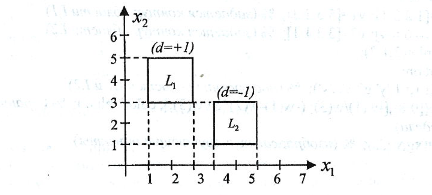 x₂
6
5
4
3
2
1
(d=+1)
L₁
(d=-1)
L₂
1 2 3 4 5 6 7 x₁